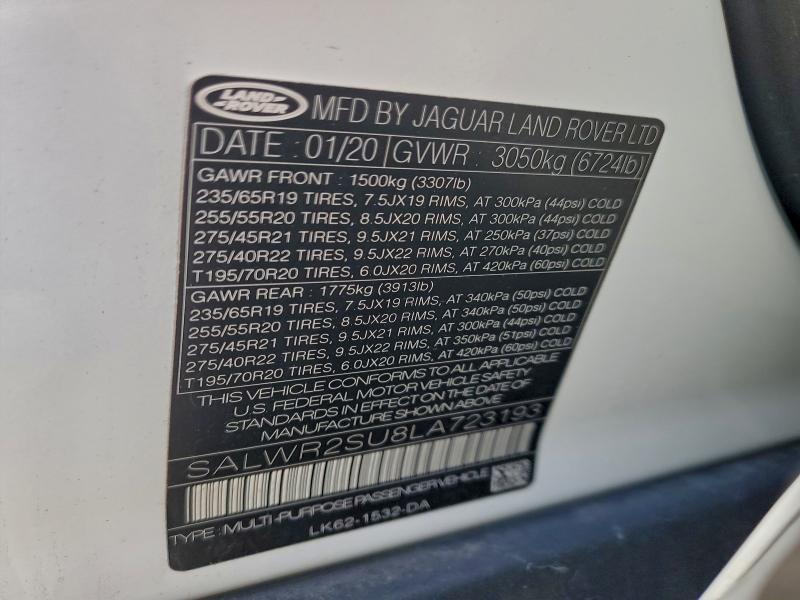 LAND
ROVER
MFD BY JAGUAR LAND ROVER LTD
DATE : 01/20 GVWR : 3050kg (6724lb)
GAWR FRONT : 1500kg (3307lb)
235/65R19 TIRES, 7.5JX19 RIMS, AT 300kPa (44psi) COLD
255/55R20 TIRES, 8.5JX20 RIMS, AT 300kPa (44psi) COLD
275/45R21 TIRES, 9.5JX21 RIMS, AT 250kPa (37psi) COLD
275/40R22 TIRES, 9.5JX22 RIMS, AT 270kPa (40psi) COLD
T195/70R20 TIRES, 6.0JX20 RIMS, AT 420kPa (60psi) COLD
GAWR REAR : 1775kg (3913lb)
235/65R19 TIRES, 7.5JX19 RIMS, AT 340kPa (50psi) COLD
255/55R20 TIRES, 8.5JX20 RIMS, AT 340kPa (50psi) COLD
275/45R21 TIRES, 9.5JX21 RIMS, AT 300kPa (44psi) COLD
275/40R22 TIRES, 9.5JX22 RIMS, AT 350kPa (51psi) COLD
T195/70R20 TIRES, 6.0JX20 RIMS, AT 420kPa (60psi) COLD
THIS VEHICLE CONFORMS TO ALL APPLICABLE
U.S. FEDERAL MOTOR VEHICLE SAFETY
STANDARDS IN EFFECT ON THE DATE OF
MANUFACTURE SHOWN ABOVE
SALWR2SU8LA723193
TYPE : MULTI-PURPOSE PASSENGER VEHICLE
LK62-1532-DA